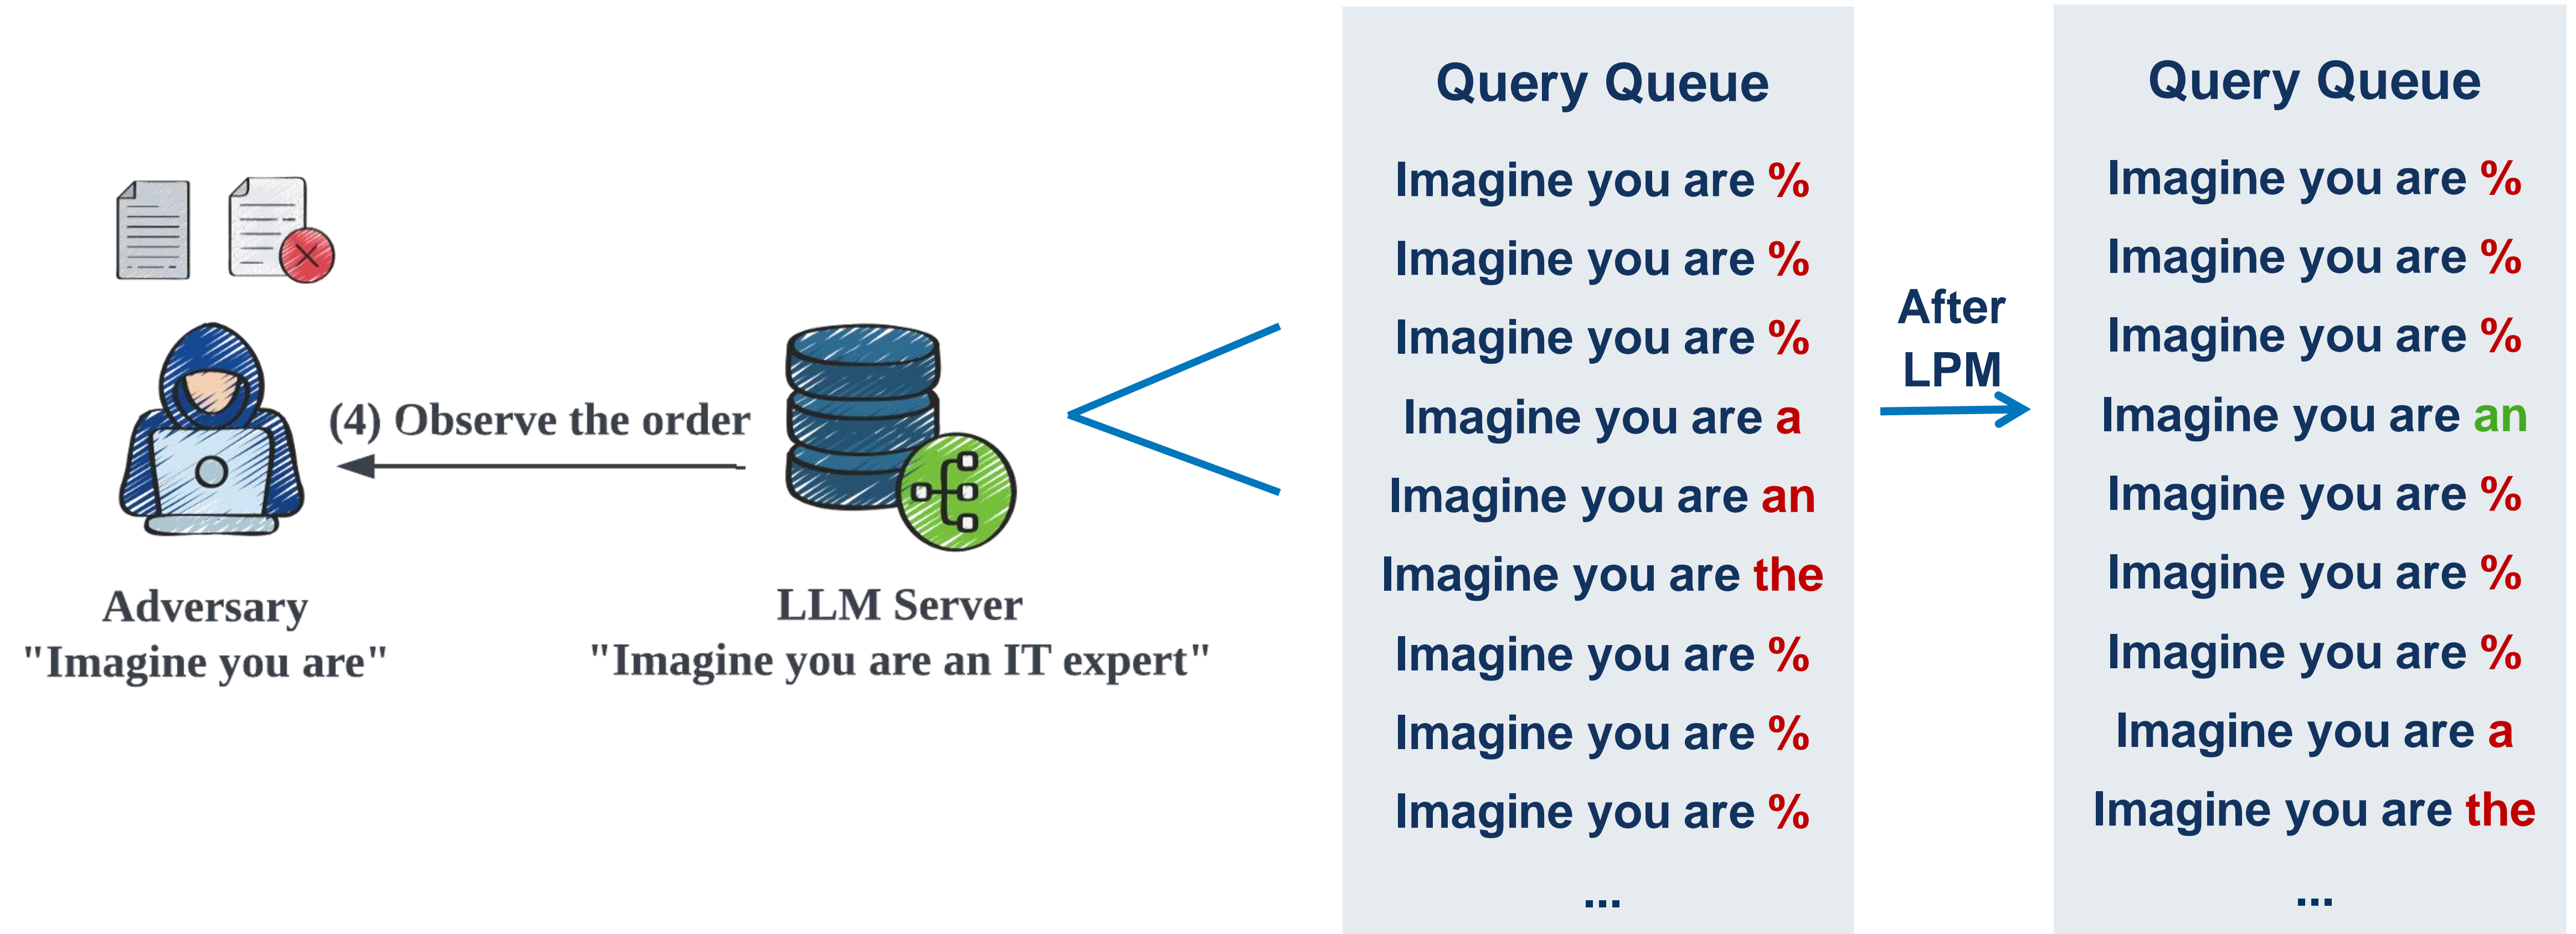 (4) Observe the order
Adversary
"Imagine you are"
LLM Server
"Imagine you are an IT expert"
Query Queue
Imagine you are %
Imagine you are %
Imagine you are %
Imagine you are a
Imagine you are an
Imagine you are the
Imagine you are %
Imagine you are %
Imagine you are %
...
After
LPM
Query Queue
Imagine you are %
Imagine you are %
Imagine you are %
Imagine you are an
Imagine you are %
Imagine you are %
Imagine you are %
Imagine you are a
Imagine you are the
...